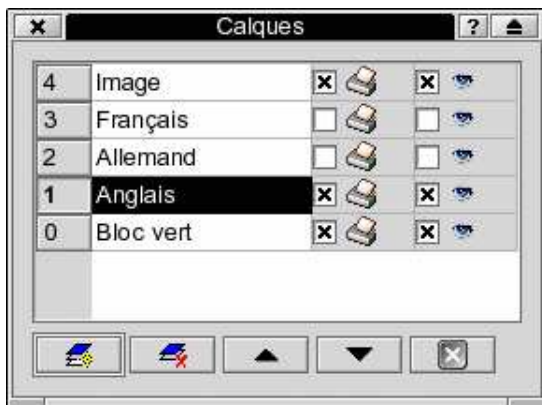 Calques ?
4 Image
3 Français
2 Allemand
1 Anglais
0 Bloc vert